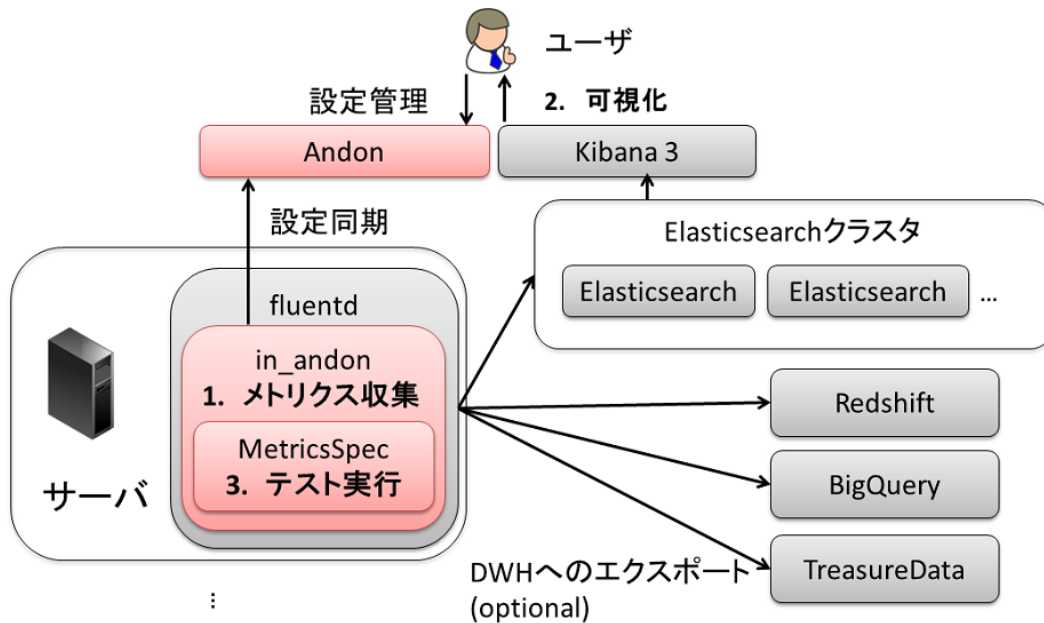 ユーザ
設定管理
2. 可視化
Andon
Kibana 3
設定同期
Elasticsearchクラスタ
Elasticsearch
Elasticsearch
...
fluentd
in_andon
1. メトリクス収集
MetricsSpec
3. テスト実行
サーバ
...
Redshift
BigQuery
TreasureData
DWHへのエクスポート
(optional)